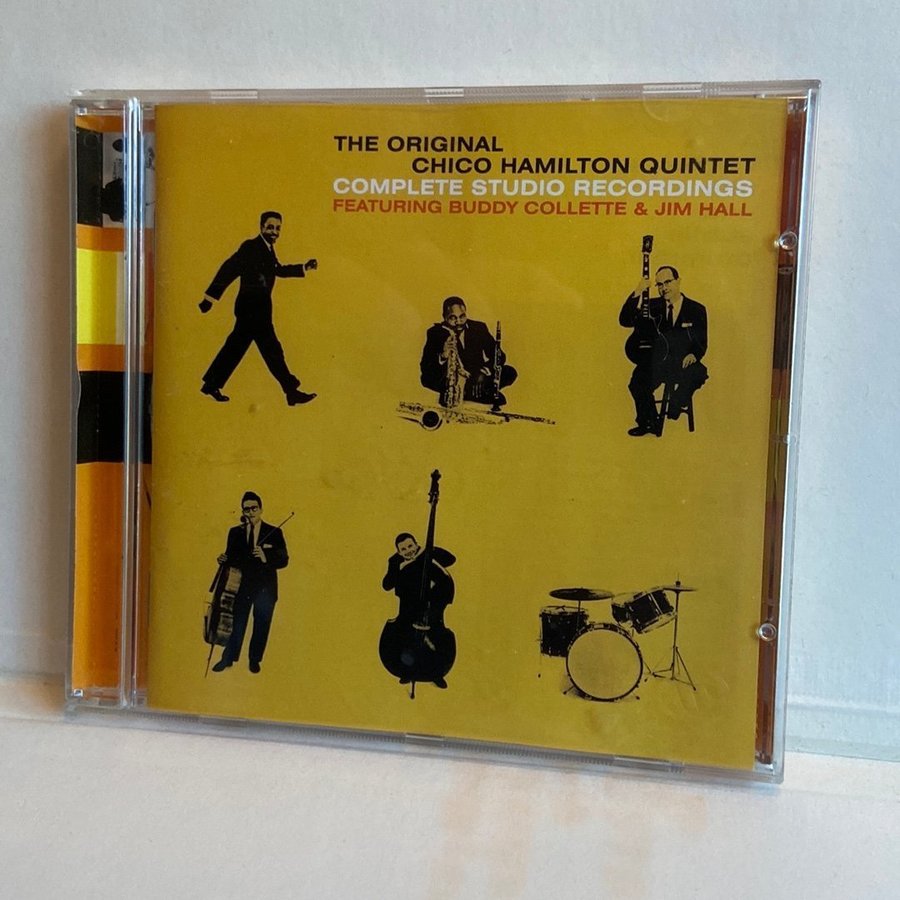 THE ORIGINAL
CHICO HAMILTON QUINTET
COMPLETE STUDIO RECORDINGS
FEATURING BUDDY COLLETTE & JIM HALL